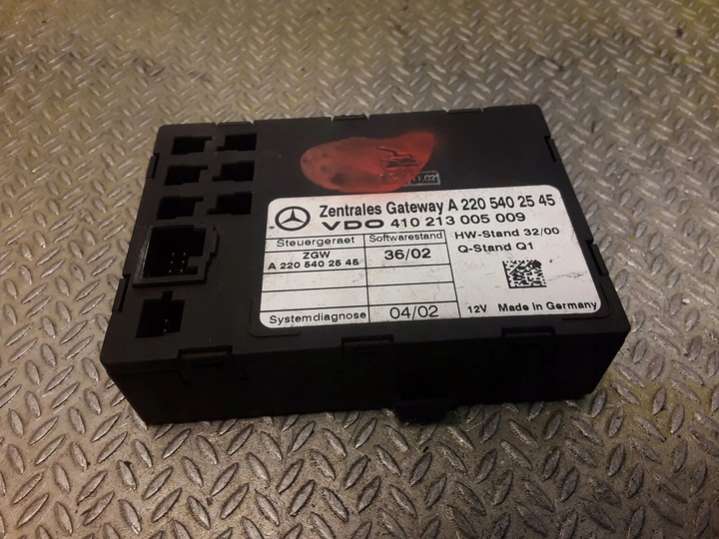 Zentrales Gateway A 220 540 25 45
VDO 410 213 005 009
Steuergeraet Softwarestand HW-Stand 32/00
ZGW 36/02 Q-Stand Q1
A 220 540 25 45
Systemdiagnose 04/02 12V Made in Germany